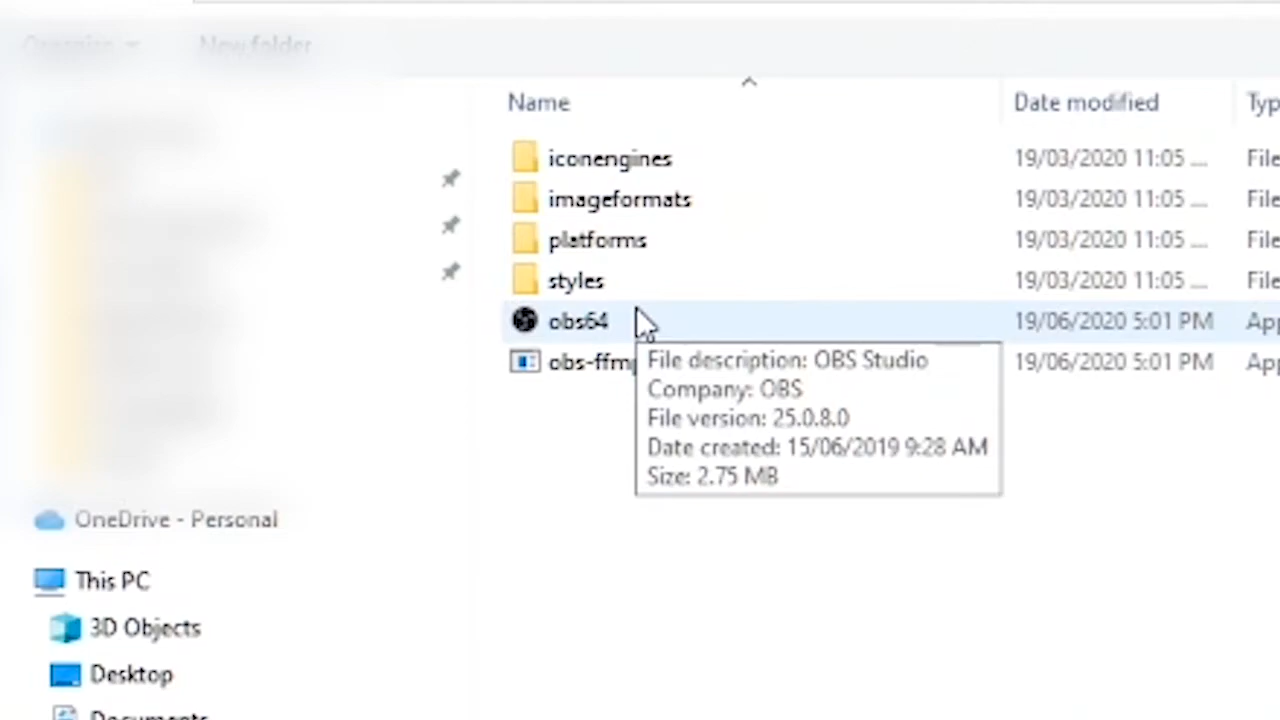 Organise
New folder
Name
Date modified
Typ
iconengines 19/03/2020 11:05 ... File
imageformats 19/03/2020 11:05 ... File
platforms 19/03/2020 11:05 ... File
styles 19/03/2020 11:05 ... File
obs64 19/06/2020 5:01 PM App
obs-ffmp 19/06/2020 5:01 PM App
File description: OBS Studio
Company: OBS
File version: 25.0.8.0
Date created: 15/06/2019 9:28 AM
Size: 2.75 MB
OneDrive - Personal
This PC
3D Objects
Desktop
Documents